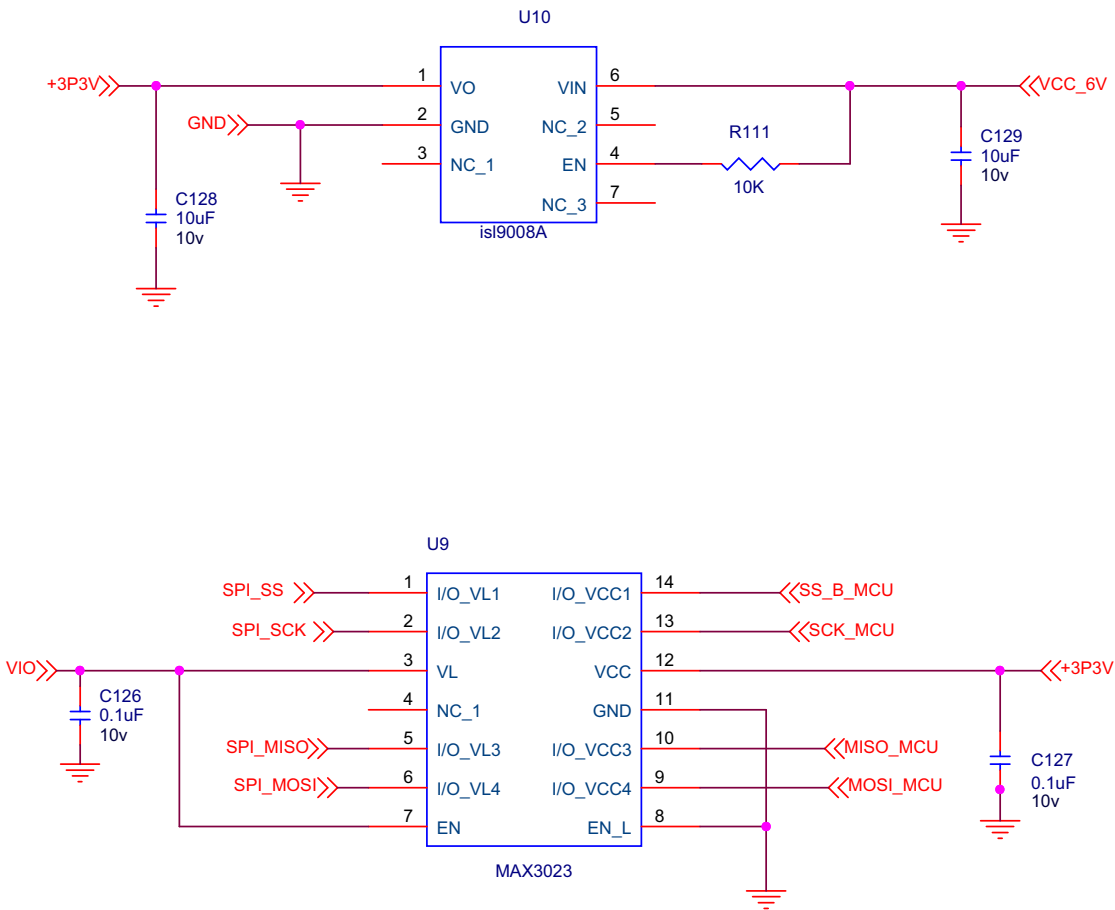 U10
+3P3V
1
VO
VIN
6
VCC_6V
GND
2
GND
NC_2
5
3
NC_1
EN
4
R111
10K
NC_3
7
isl9008A
C128
10uF
10v
C129
10uF
10v
U9
SPI_SS
1
I/O_VL1
I/O_VCC1
14
SS_B_MCU
SPI_SCK
2
I/O_VL2
I/O_VCC2
13
SCK_MCU
VIO
3
VL
VCC
12
+3P3V
C126
0.1uF
10v
4
NC_1
GND
11
SPI_MISO
5
I/O_VL3
I/O_VCC3
10
MISO_MCU
SPI_MOSI
6
I/O_VL4
I/O_VCC4
9
MOSI_MCU
C127
0.1uF
10v
7
EN
EN_L
8
MAX3023